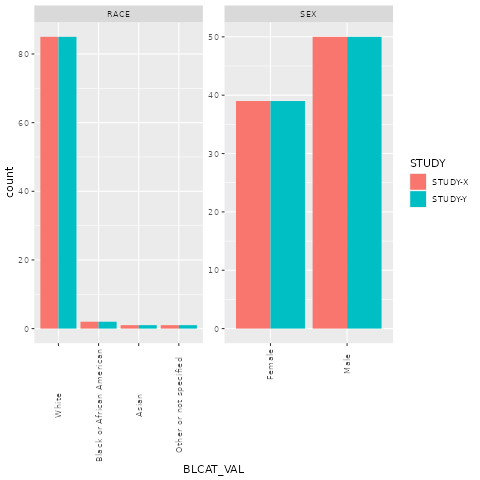 RACE
SEX
count
80
60
40
20
0
50
40
30
20
10
0
White
Black or African American
Asian
Other or not specified
Female
Male
BLCAT_VAL
STUDY
STUDY-X
STUDY-Y